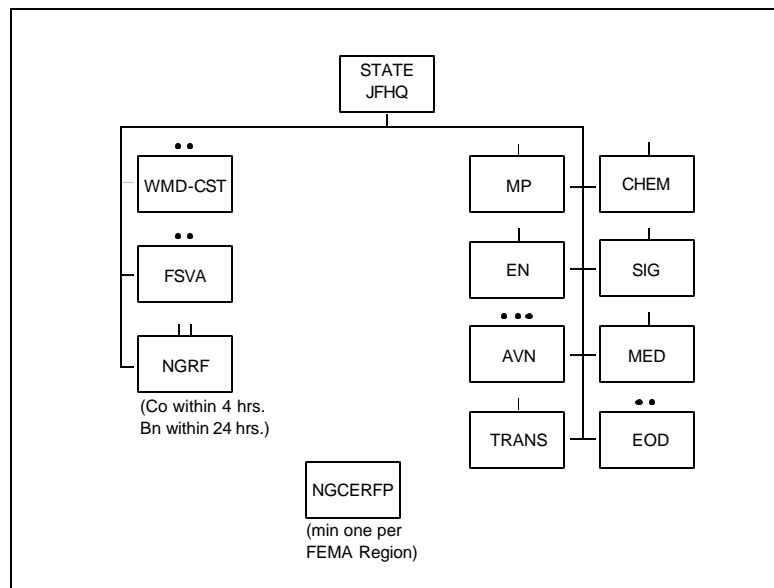 STATE
JFHQ
WMD-CST
FSVA
NGRF
(Co within 4 hrs.
Bn within 24 hrs.)
MP
CHEM
EN
SIG
AVN
MED
TRANS
EOD
NGCERFP
(min one per
FEMA Region)